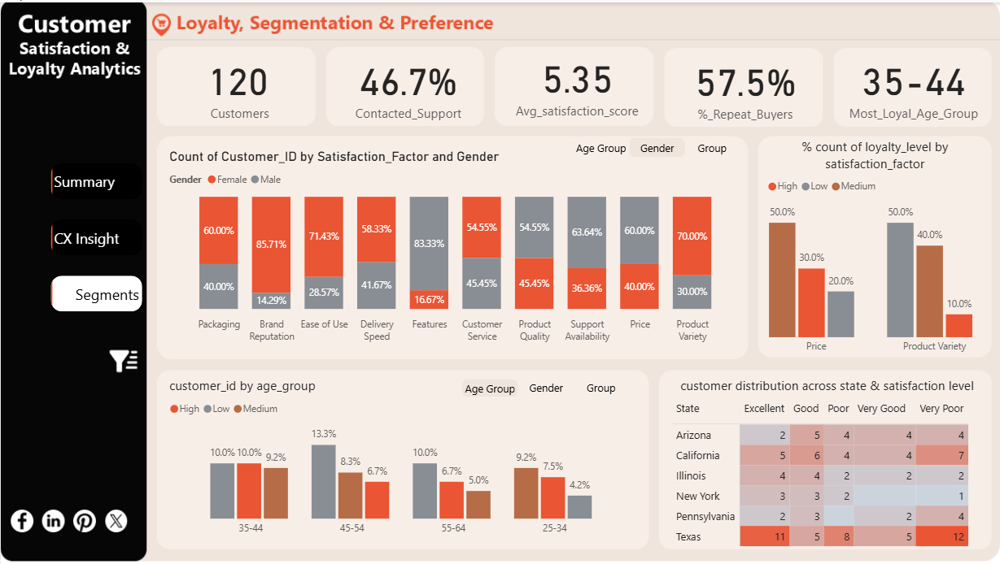 Customer
Satisfaction &
Loyalty Analytics
Summary
CX Insight
Segments
Loyalty, Segmentation & Preference
120
Customers
46.7%
Contacted_Support
5.35
Avg_satisfaction_score
57.5%
%_Repeat_Buyers
35-44
Most_Loyal_Age_Group
Age Group Gender Group
Count of Customer_ID by Satisfaction_Factor and Gender
Gender Female Male
60.00% 85.71% 71.43% 58.33% 83.33% 54.55% 54.55% 63.64% 60.00% 70.00%
40.00% 14.29% 28.57% 41.67% 16.67% 45.45% 45.45% 36.36% 40.00% 30.00%
Packaging Brand Ease of Use Delivery Features Customer Product Support Price Product
Reputation Speed Service Quality Availability Variety
% count of loyalty_level by
satisfaction_factor
High Low Medium
50.0% 30.0% 20.0% 50.0% 40.0% 10.0%
Price Product Variety
customer_id by age_group
Age Group Gender Group
High Low Medium
10.0% 10.0% 9.2% 13.3% 8.3% 6.7% 10.0% 6.7% 5.0% 9.2% 7.5% 4.2%
35-44 45-54 55-64 25-34
customer distribution across state & satisfaction level
State Excellent Good Poor Very Good Very Poor
Arizona 2 5 4 4 4
California 5 6 4 4 7
Illinois 4 4 2 2 2
New York 3 3 2 1
Pennsylvania 2 3 2 4
Texas 11 5 8 5 12